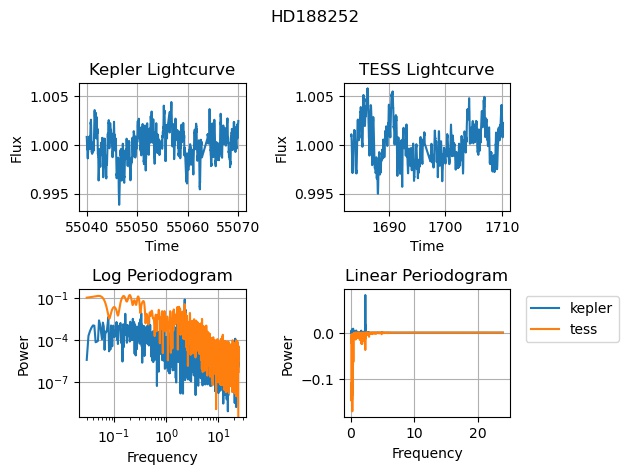 HD188252
Kepler Lightcurve
TESS Lightcurve
Flux
1.005
1.000
0.995
55040 55050 55060 55070
Time
Flux
1.005
1.000
0.995
1690 1700 1710
Time
Log Periodogram
Linear Periodogram
Power
10⁻¹
10⁻⁴
10⁻⁷
10⁻¹ 10⁰ 10¹
Frequency
Power
0.0
−0.1
0 10 20
Frequency
kepler
tess